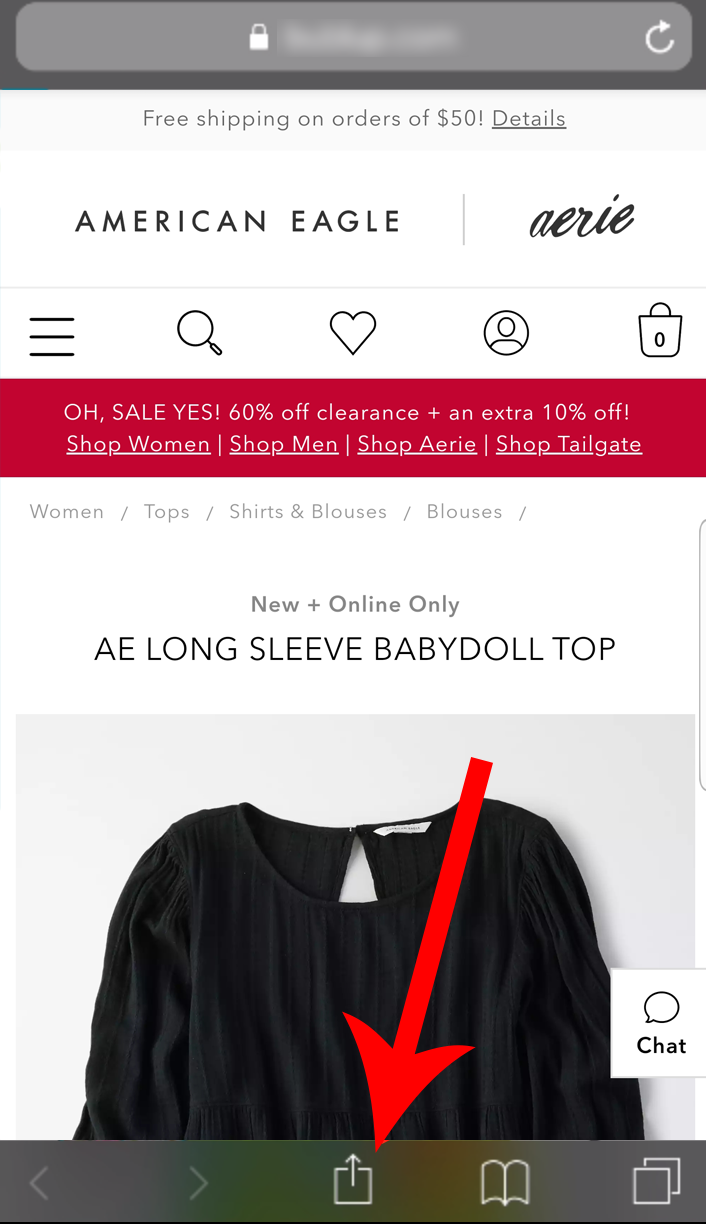 Free shipping on orders of $50! Details
AMERICAN EAGLE | aerie
0
OH, SALE YES! 60% off clearance + an extra 10% off!
Shop Women | Shop Men | Shop Aerie | Shop Tailgate
Women / Tops / Shirts & Blouses / Blouses /
New + Online Only
AE LONG SLEEVE BABYDOLL TOP
AMERICAN EAGLE
Chat